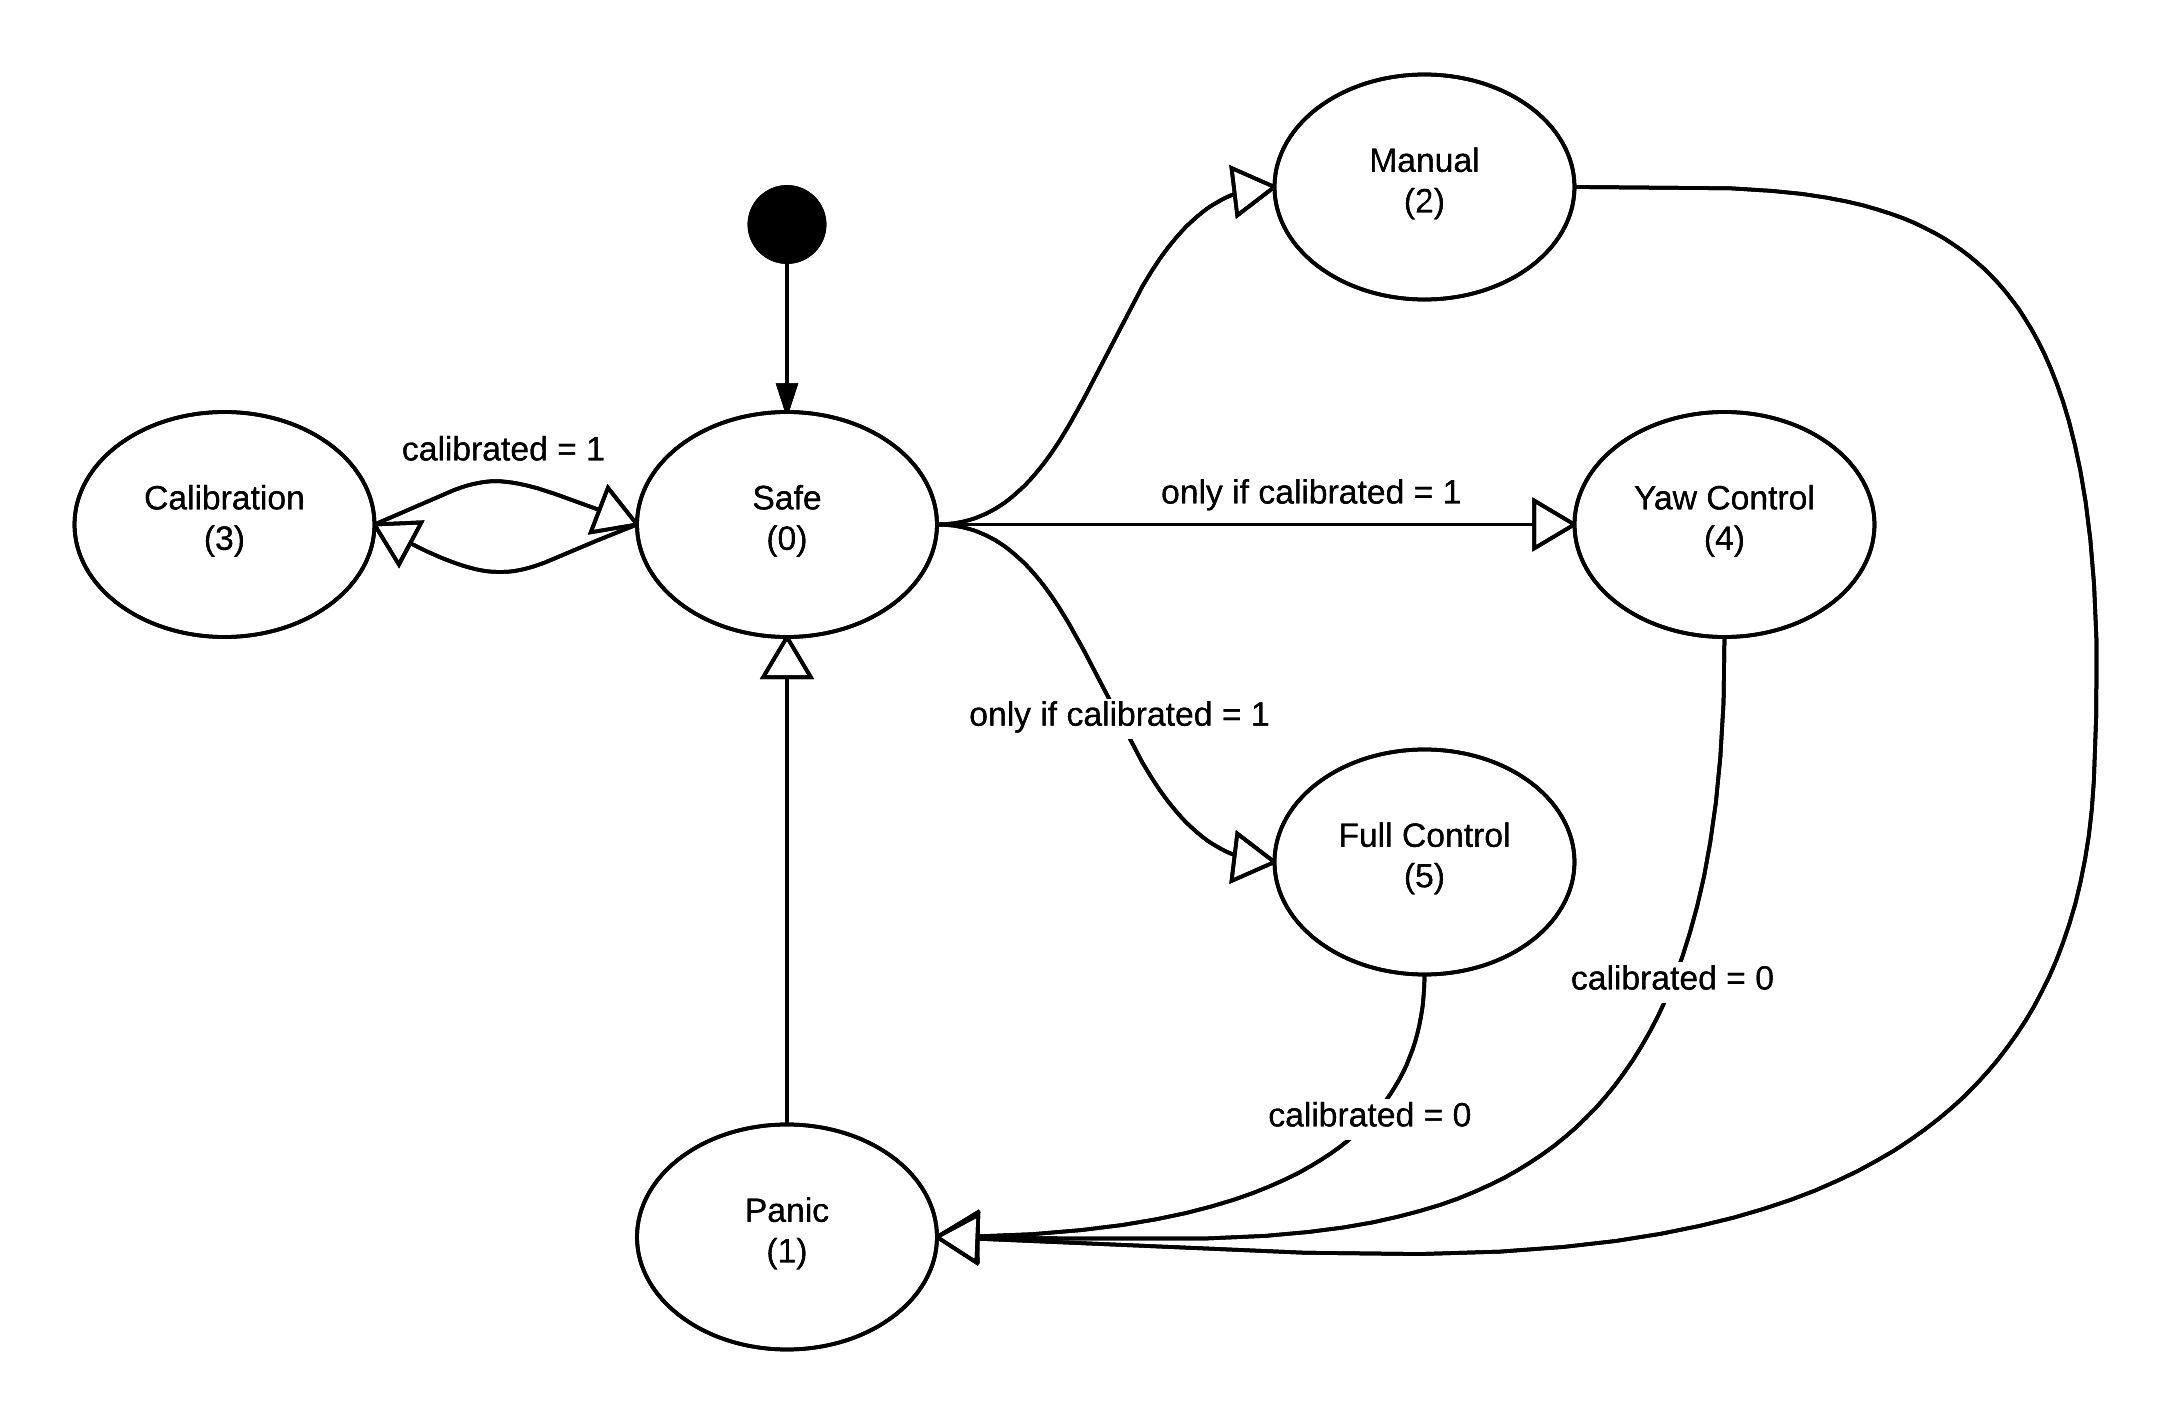 Manual
(2)
calibrated = 1
Calibration
(3)
Safe
(0)
only if calibrated = 1
Yaw Control
(4)
only if calibrated = 1
Full Control
(5)
calibrated = 0
calibrated = 0
Panic
(1)